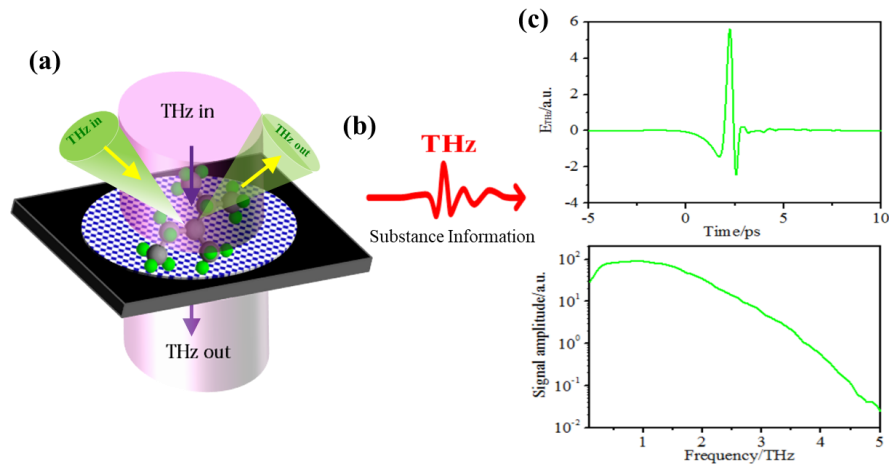 (a)
THz in
THz in
THz out
THz out
(b)
THz
Substance Information
(c)
6
4
2
0
-2
-4
E_THz/a.u.
-5
0
5
10
Time/ps
10^2
10^1
10^0
10^-1
10^-2
Signal amplitude/a.u.
1
2
3
4
5
Frequency/THz